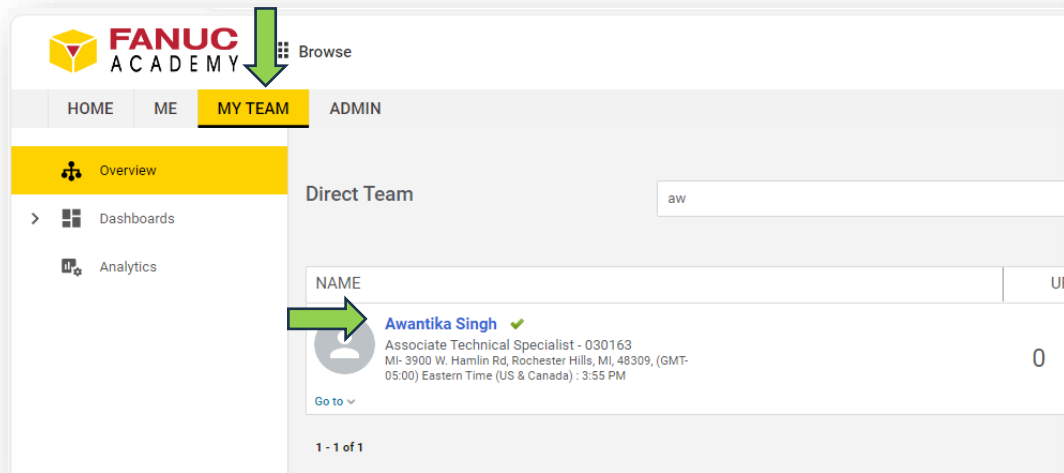 FANUC
ACADEMY
Browse
HOME ME MY TEAM ADMIN
Overview
Dashboards
Analytics
Direct Team
aw
NAME
Awantika Singh
Associate Technical Specialist - 030163
MI- 3900 W. Hamlin Rd, Rochester Hills, MI, 48309, (GMT-
05:00) Eastern Time (US & Canada) : 3:55 PM
0
Go to
1 - 1 of 1